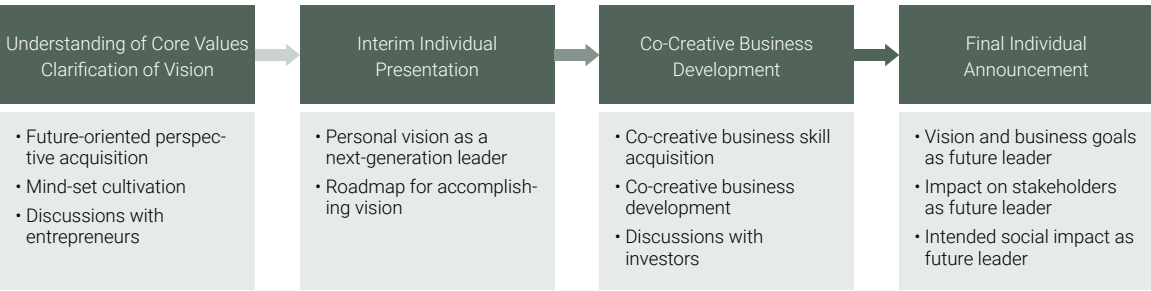 Understanding of Core Values
Clarification of Vision
• Future-oriented perspec-
tive acquisition
• Mind-set cultivation
• Discussions with
entrepreneurs
Interim Individual
Presentation
• Personal vision as a
next-generation leader
• Roadmap for accomplish-
ing vision
Co-Creative Business
Development
• Co-creative business skill
acquisition
• Co-creative business
development
• Discussions with
investors
Final Individual
Announcement
• Vision and business goals
as future leader
• Impact on stakeholders
as future leader
• Intended social impact as
future leader